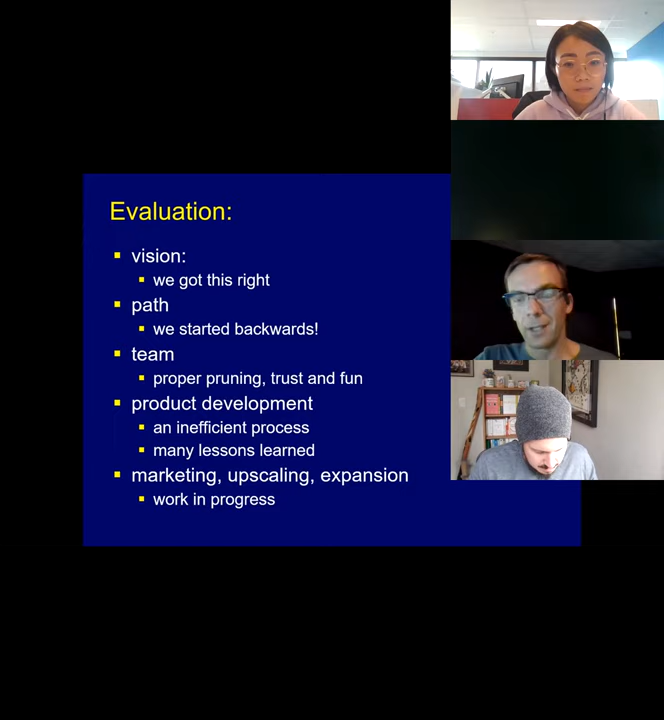 Evaluation:
vision:
we got this right
path
we started backwards!
team
proper pruning, trust and fun
product development
an inefficient process
many lessons learned
marketing, upscaling, expansion
work in progress